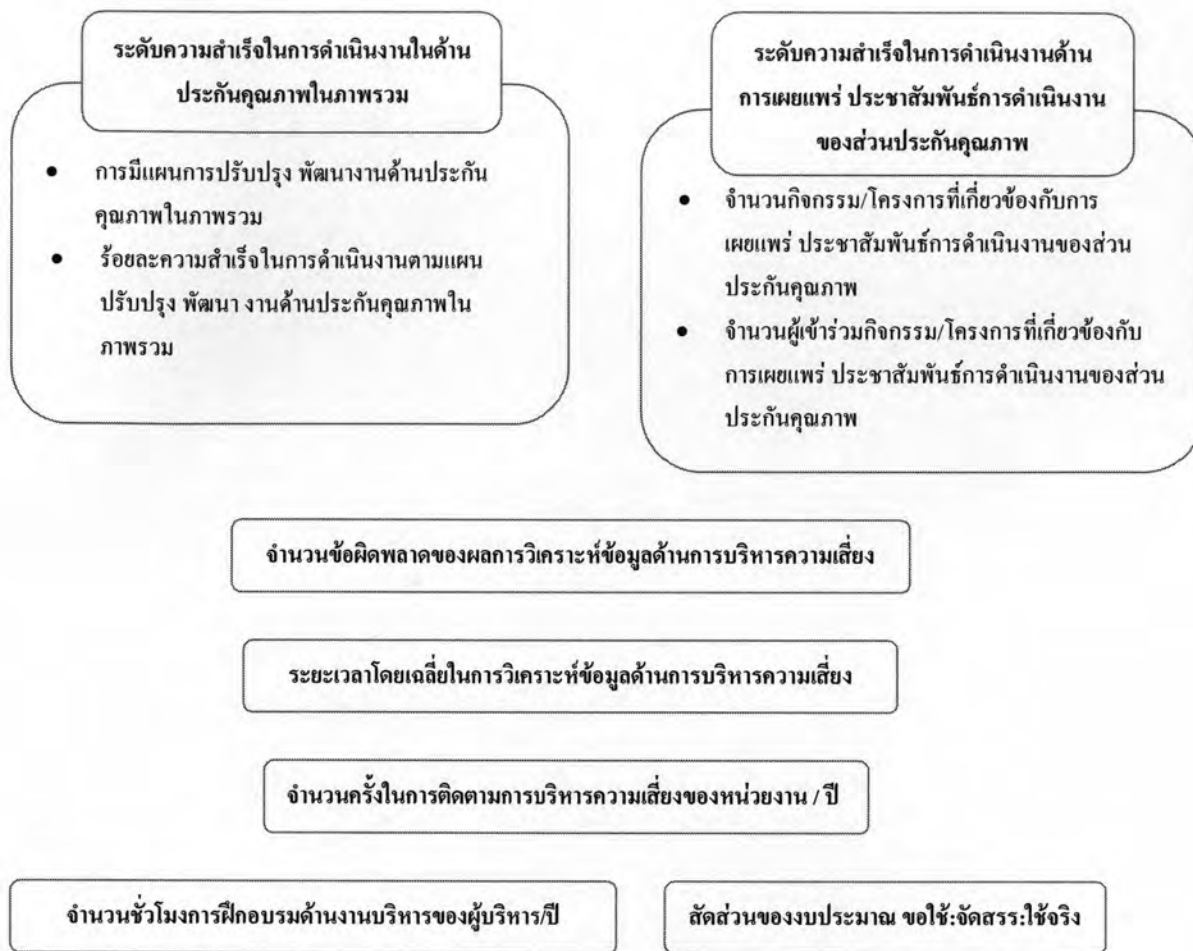 ระดับความสำเร็จในการดำเนินงานในด้าน
ประกันคุณภาพในภาพรวม
• การมีแผนการปรับปรุง พัฒนางานด้านประกัน
คุณภาพในภาพรวม
• ร้อยละความสำเร็จในการดำเนินงานตามแผน
ปรับปรุง พัฒนา งานด้านประกันคุณภาพใน
ภาพรวม
ระดับความสำเร็จในการดำเนินงานด้าน
การเผยแพร่ ประชาสัมพันธ์การดำเนินงาน
ของส่วนประกันคุณภาพ
• จำนวนกิจกรรม/โครงการที่เกี่ยวข้องกับการ
เผยแพร่ ประชาสัมพันธ์การดำเนินงานของส่วน
ประกันคุณภาพ
• จำนวนผู้เข้าร่วมกิจกรรม/โครงการที่เกี่ยวข้องกับ
การเผยแพร่ ประชาสัมพันธ์การดำเนินงานของส่วน
ประกันคุณภาพ
จำนวนข้อผิดพลาดของผลการวิเคราะห์ข้อมูลด้านการบริหารความเสี่ยง
ระยะเวลาโดยเฉลี่ยในการวิเคราะห์ข้อมูลด้านการบริหารความเสี่ยง
จำนวนครั้งในการติดตามการบริหารความเสี่ยงของหน่วยงาน / ปี
จำนวนชั่วโมงการฝึกอบรมด้านงานบริหารของผู้บริหาร/ปี
สัดส่วนของงบประมาณ ขอใช้:จัดสรร:ใช้จริง